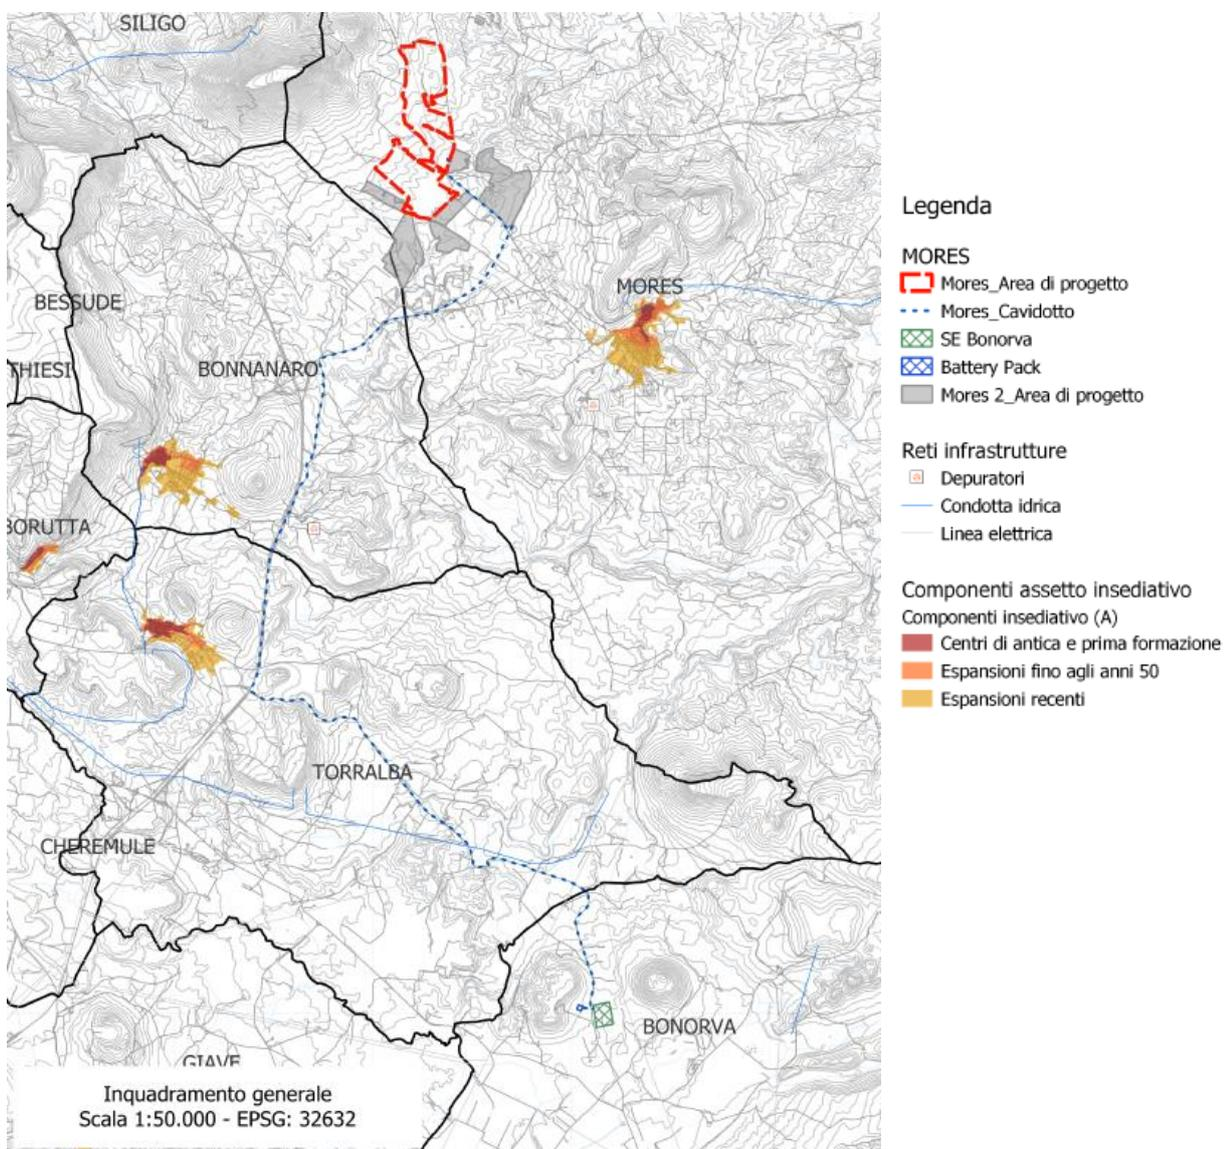 SILIGO
MORES
BESSUDE
THIESI
BONNANARO
BORUTTA
TORRALBA
CHEREMULE
BONORVA
GIAVE
Inquadramento generale
Scala 1:50.000 - EPSG: 32632
Legenda
MORES
Mores_Area di progetto
Mores_Cavidotto
SE Bonorva
Battery Pack
Mores 2_Area di progetto
Reti infrastrutture
Depuratori
Condotta idrica
Linea elettrica
Componenti assetto insediativo
Componenti insediativo (A)
Centri di antica e prima formazione
Espansioni fino agli anni 50
Espansioni recenti